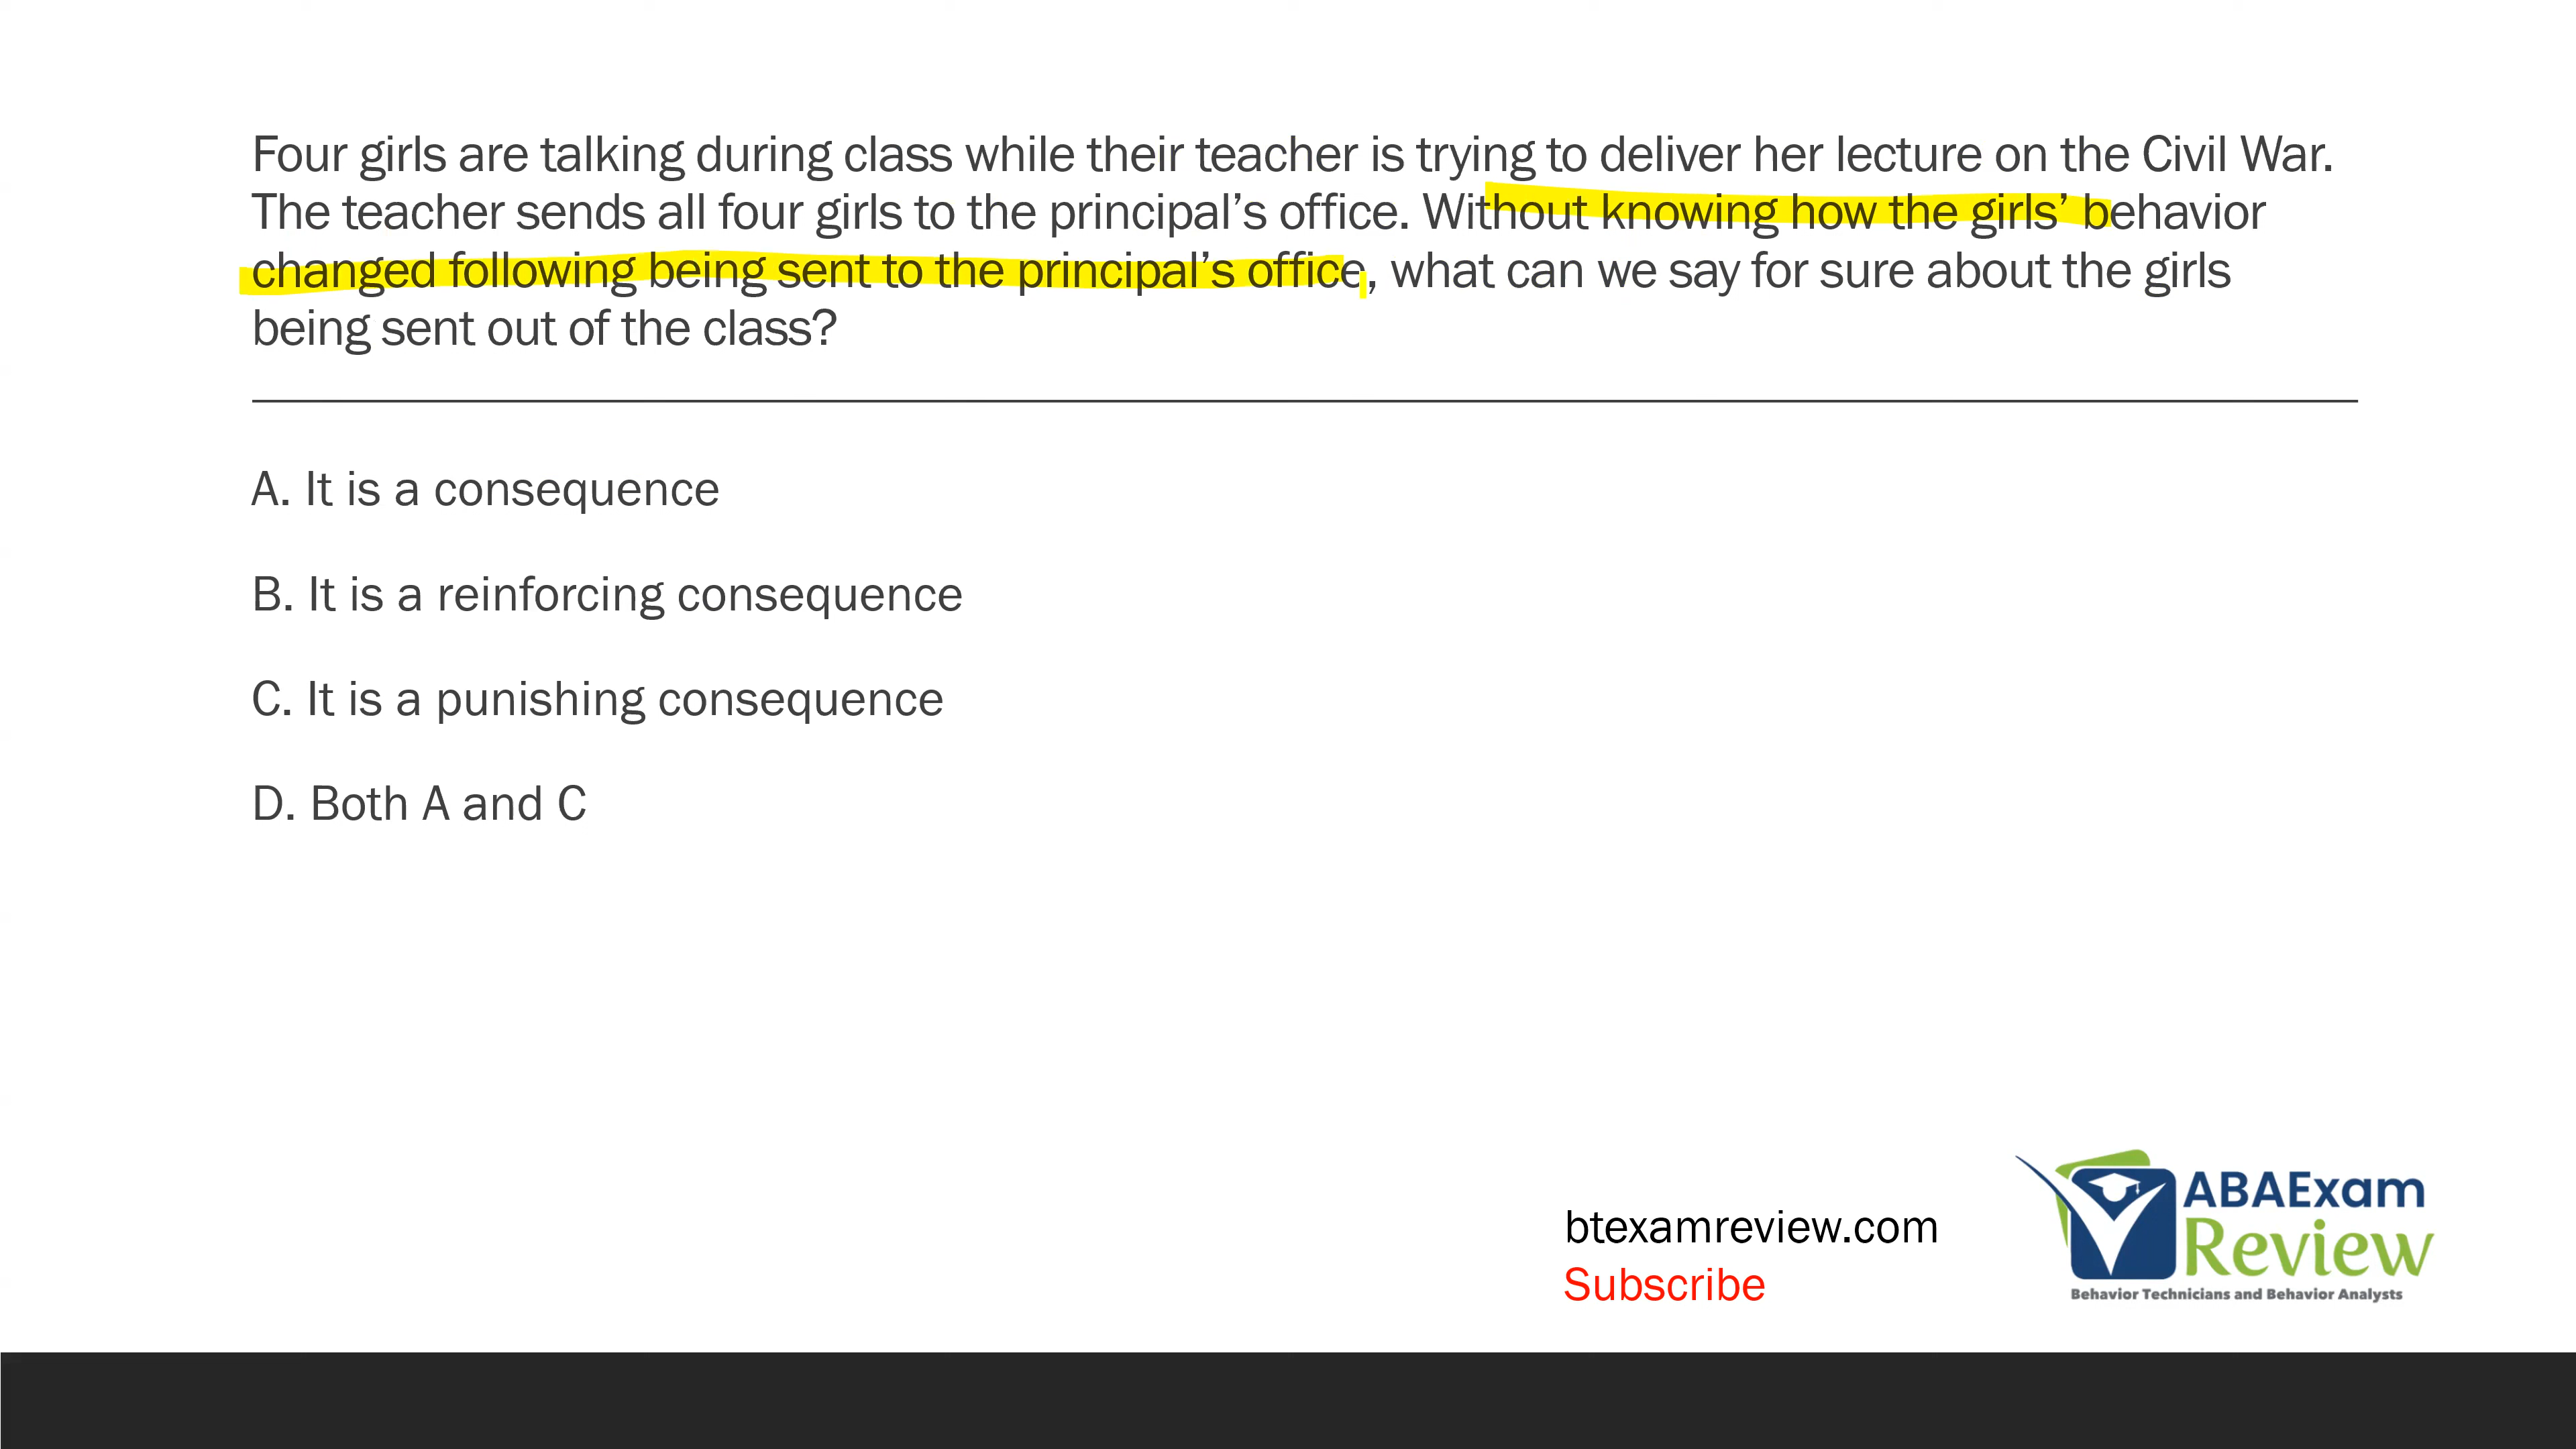 Four girls are talking during class while their teacher is trying to deliver her lecture on the Civil War.
The teacher sends all four girls to the principal’s office. Without knowing how the girls’ behavior
changed following being sent to the principal’s office, what can we say for sure about the girls
being sent out of the class?
A. It is a consequence
B. It is a reinforcing consequence
C. It is a punishing consequence
D. Both A and C
btexamreview.com
Subscribe
ABAExam
Review
Behavior Technicians and Behavior Analysts